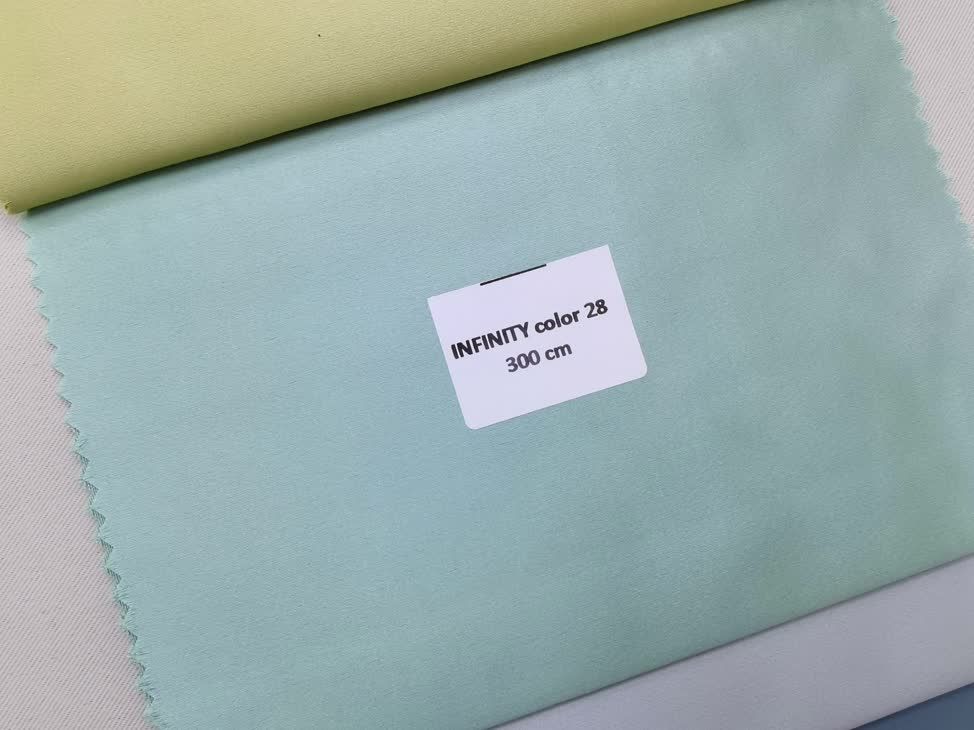 INFINITY color 28
300 cm